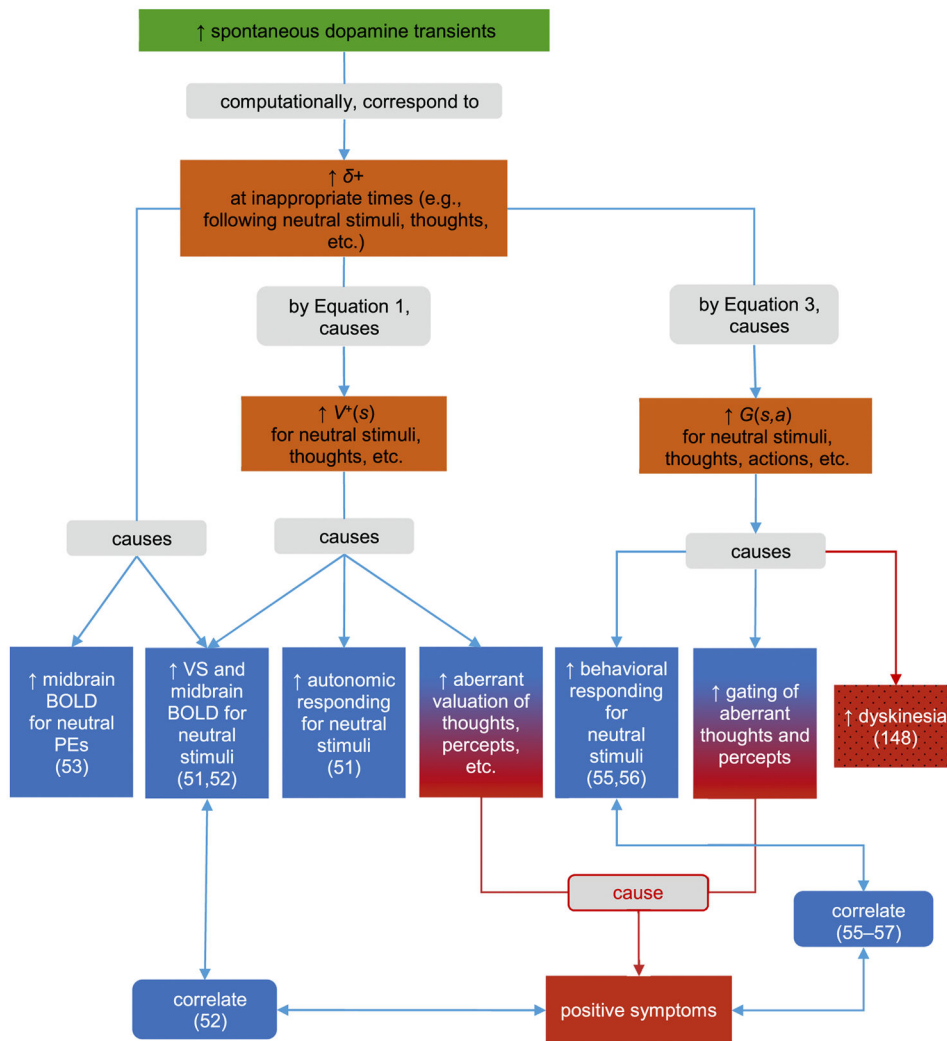 ↑ spontaneous dopamine transients
computationally, correspond to
↑ δ+
at inappropriate times (e.g.,
following neutral stimuli, thoughts,
etc.)
by Equation 1,
causes
by Equation 3,
causes
↑ V⁺(s)
for neutral stimuli,
thoughts, etc.
↑ G(s,a)
for neutral stimuli,
thoughts, actions, etc.
causes
causes
causes
↑ midbrain
BOLD
for neutral
PEs
(53)
↑ VS and
midbrain
BOLD for
neutral
stimuli
(51,52)
↑ autonomic
responding
for neutral
stimuli
(51)
↑ aberrant
valuation of
thoughts,
percepts,
etc.
↑ behavioral
responding
for
neutral
stimuli
(55,56)
↑ gating of
aberrant
thoughts and
percepts
↑ dyskinesia
(148)
cause
correlate
(55–57)
correlate
(52)
positive symptoms